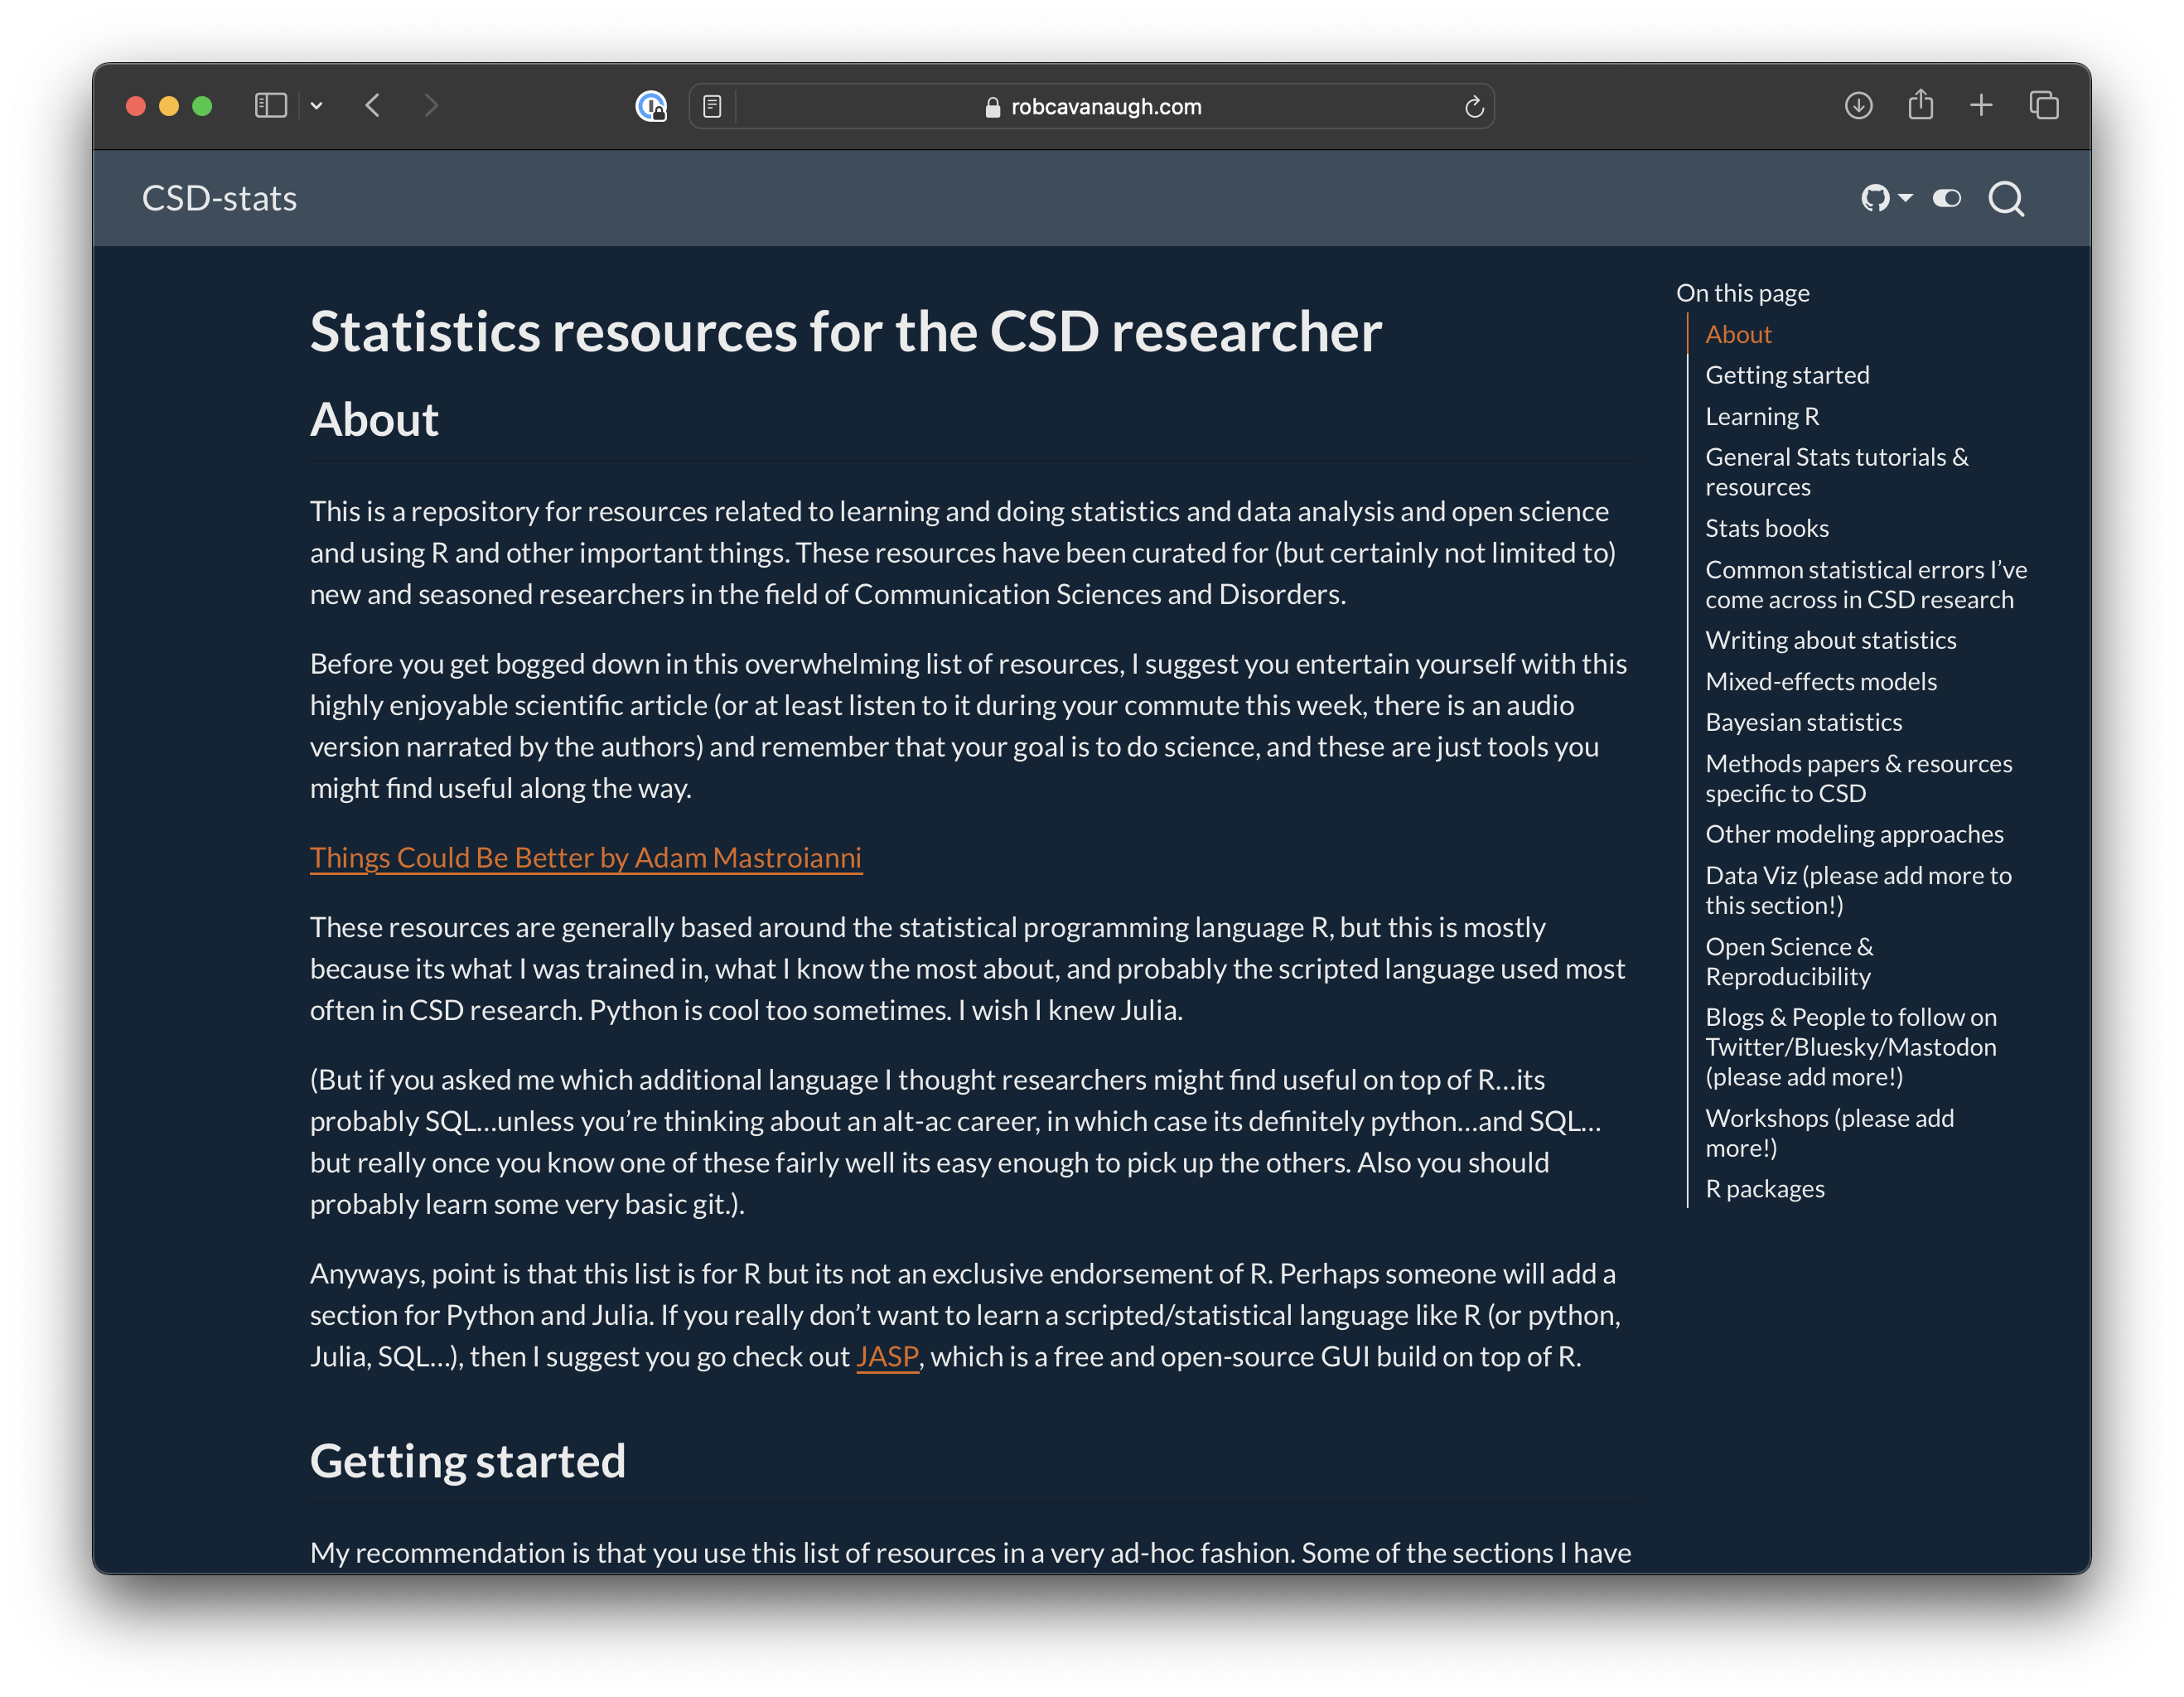 robcavanaugh.com
CSD-stats
Statistics resources for the CSD researcher
About
This is a repository for resources related to learning and doing statistics and data analysis and open science
and using R and other important things. These resources have been curated for (but certainly not limited to)
new and seasoned researchers in the field of Communication Sciences and Disorders.
Before you get bogged down in this overwhelming list of resources, I suggest you entertain yourself with this
highly enjoyable scientific article (or at least listen to it during your commute this week, there is an audio
version narrated by the authors) and remember that your goal is to do science, and these are just tools you
might find useful along the way.
Things Could Be Better by Adam Mastroianni
These resources are generally based around the statistical programming language R, but this is mostly
because its what I was trained in, what I know the most about, and probably the scripted language used most
often in CSD research. Python is cool too sometimes. I wish I knew Julia.
(But if you asked me which additional language I thought researchers might find useful on top of R…its
probably SQL…unless you’re thinking about an alt-ac career, in which case its definitely python…and SQL…
but really once you know one of these fairly well its easy enough to pick up the others. Also you should
probably learn some very basic git.).
Anyways, point is that this list is for R but its not an exclusive endorsement of R. Perhaps someone will add a
section for Python and Julia. If you really don’t want to learn a scripted/statistical language like R (or python,
Julia, SQL…), then I suggest you go check out JASP, which is a free and open-source GUI build on top of R.
Getting started
My recommendation is that you use this list of resources in a very ad-hoc fashion. Some of the sections I have
On this page
About
Getting started
Learning R
General Stats tutorials &
resources
Stats books
Common statistical errors I’ve
come across in CSD research
Writing about statistics
Mixed-effects models
Bayesian statistics
Methods papers & resources
specific to CSD
Other modeling approaches
Data Viz (please add more to
this section!)
Open Science &
Reproducibility
Blogs & People to follow on
Twitter/Bluesky/Mastodon
(please add more!)
Workshops (please add
more!)
R packages